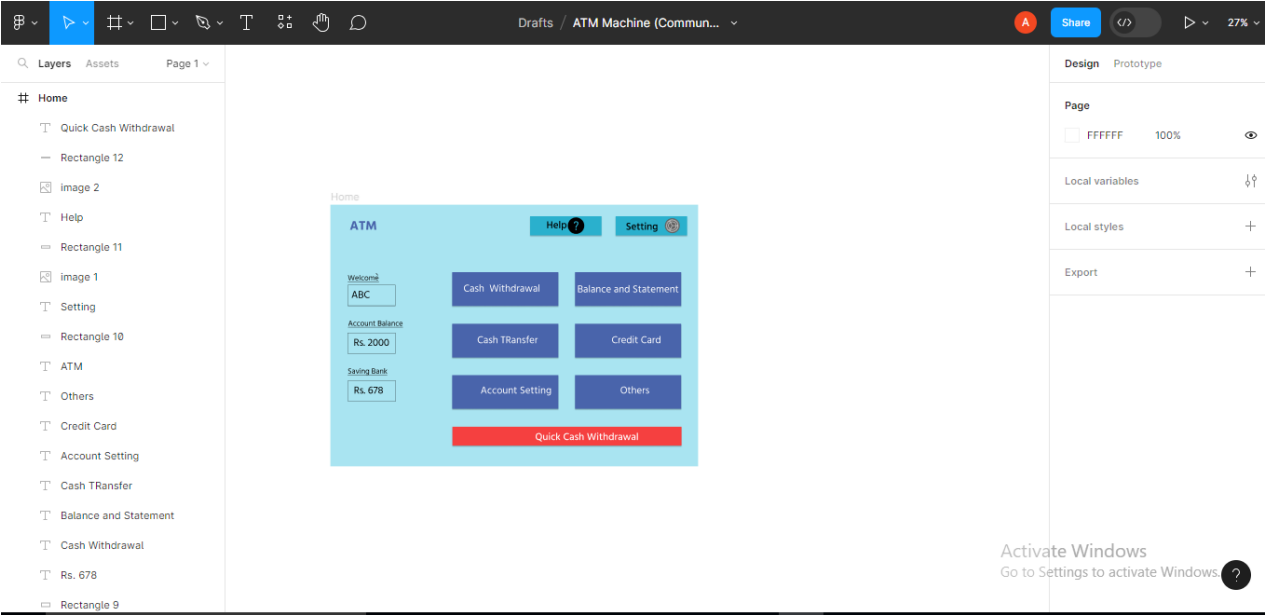 Drafts / ATM Machine (Commun...
A
Share
</>
27%
Layers Assets Page 1
Home
Quick Cash Withdrawal
Rectangle 12
image 2
Help
Rectangle 11
image 1
Setting
Rectangle 10
ATM
Others
Credit Card
Account Setting
Cash TRansfer
Balance and Statement
Cash Withdrawal
Rs. 678
Rectangle 9
Home
ATM
Help ?
Setting
Welcome
ABC
Account Balance
Rs. 2000
Saving Bank
Rs. 678
Cash Withdrawal
Balance and Statement
Cash TRansfer
Credit Card
Account Setting
Others
Quick Cash Withdrawal
Design Prototype
Page
FFFFFF 100%
Local variables
Local styles
Export
Activate Windows
Go to Settings to activate Windows.
?